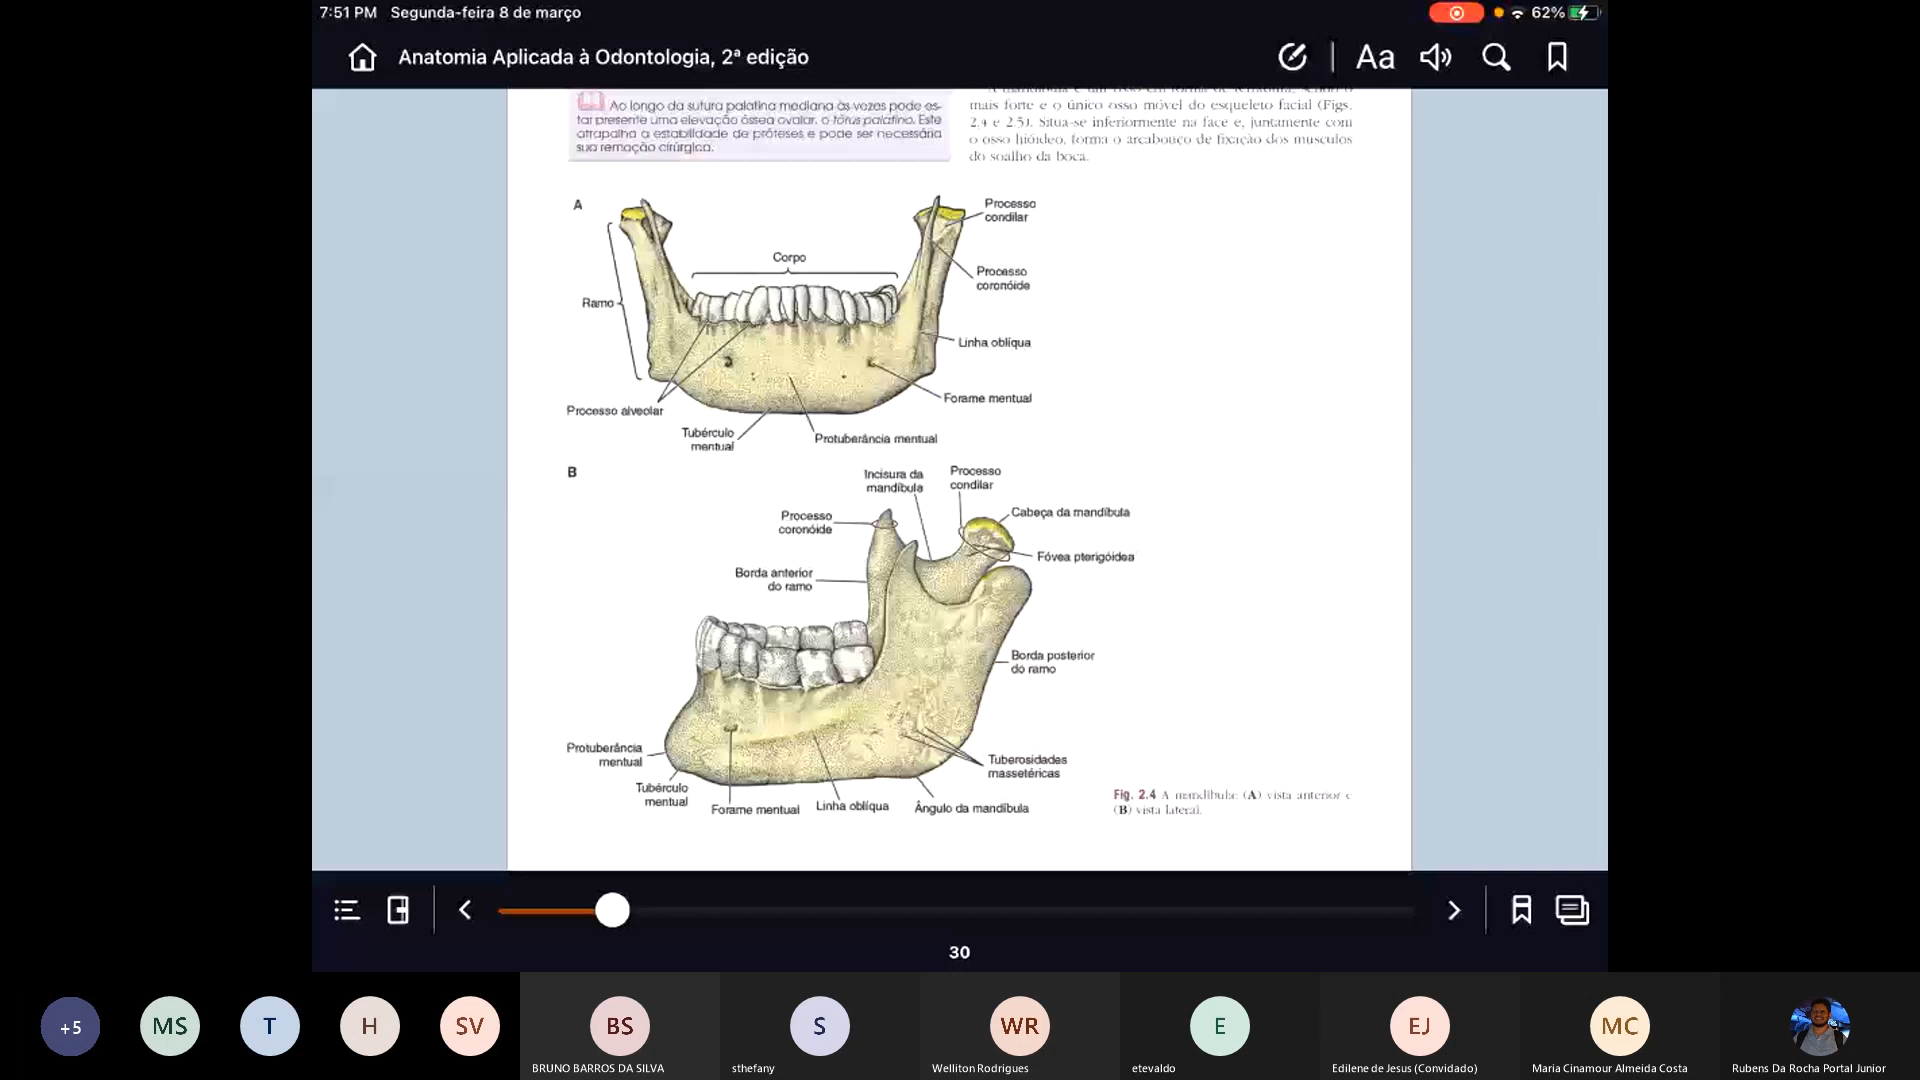 7:51 PM Segunda-feira 8 de março
62%
Anatomia Aplicada à Odontologia, 2ª edição
Aa
Ao longo da sutura palatina mediana às vezes pode es-
tar presente uma elevação óssea ovalar, o tórus palatino. Este
atrapalha a estabilidade de próteses e pode ser necessária
sua remoção cirúrgica.
mais forte e o único osso móvel do esqueleto facial (Figs.
2.4 e 2.5). Situa-se inferiormente na face e, juntamente com
o osso hióideo, forma o arcabouço de fixação dos músculos
do soalho da boca.
A
Processo
condilar
Corpo
Processo
coronóide
Ramo
Linha oblíqua
Forame mentual
Processo alveolar
Tubérculo
mentual
Protuberância mentual
B
Incisura da
mandíbula
Processo
condilar
Processo
coronóide
Cabeça da mandíbula
Fóvea pterigóidea
Borda anterior
do ramo
Borda posterior
do ramo
Protuberância
mentual
Tuberosidades
massetéricas
Tubérculo
mentual
Forame mentual
Linha oblíqua
Ângulo da mandíbula
Fig. 2.4 A mandíbula: (A) vista anterior e
(B) vista lateral.
30
+5
MS
T
H
SV
BS
S
WR
E
EJ
MC
BRUNO BARROS DA SILVA
sthefany
Welliton Rodrigues
etevaldo
Edilene de Jesus (Convidado)
Maria Cinamour Almeida Costa
Rubens Da Rocha Portal Junior